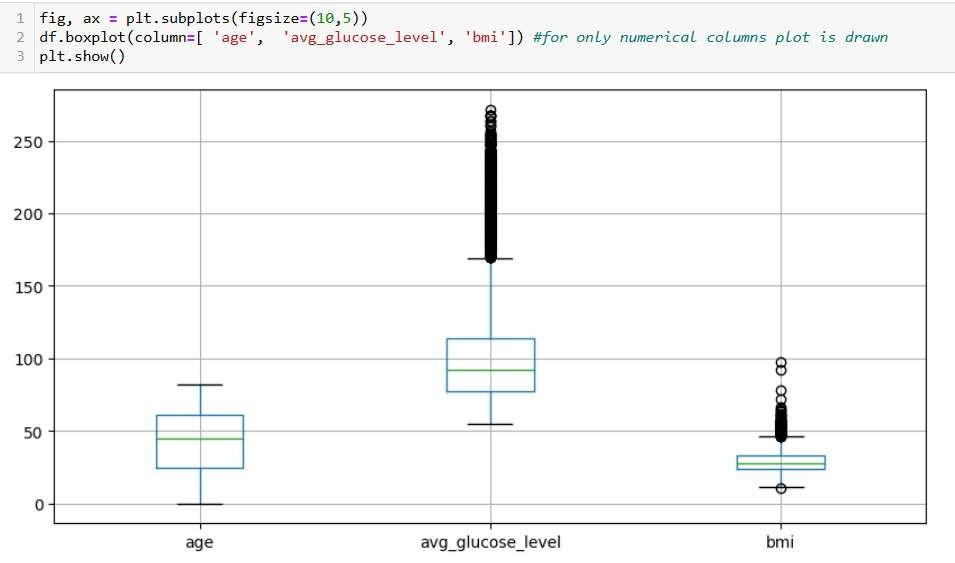 1 fig, ax = plt.subplots(figsize=(10,5))
2 df.boxplot(column=[ 'age',  'avg_glucose_level', 'bmi']) #for only numerical columns plot is drawn
3 plt.show()
250
200
150
100
50
0
age avg_glucose_level bmi